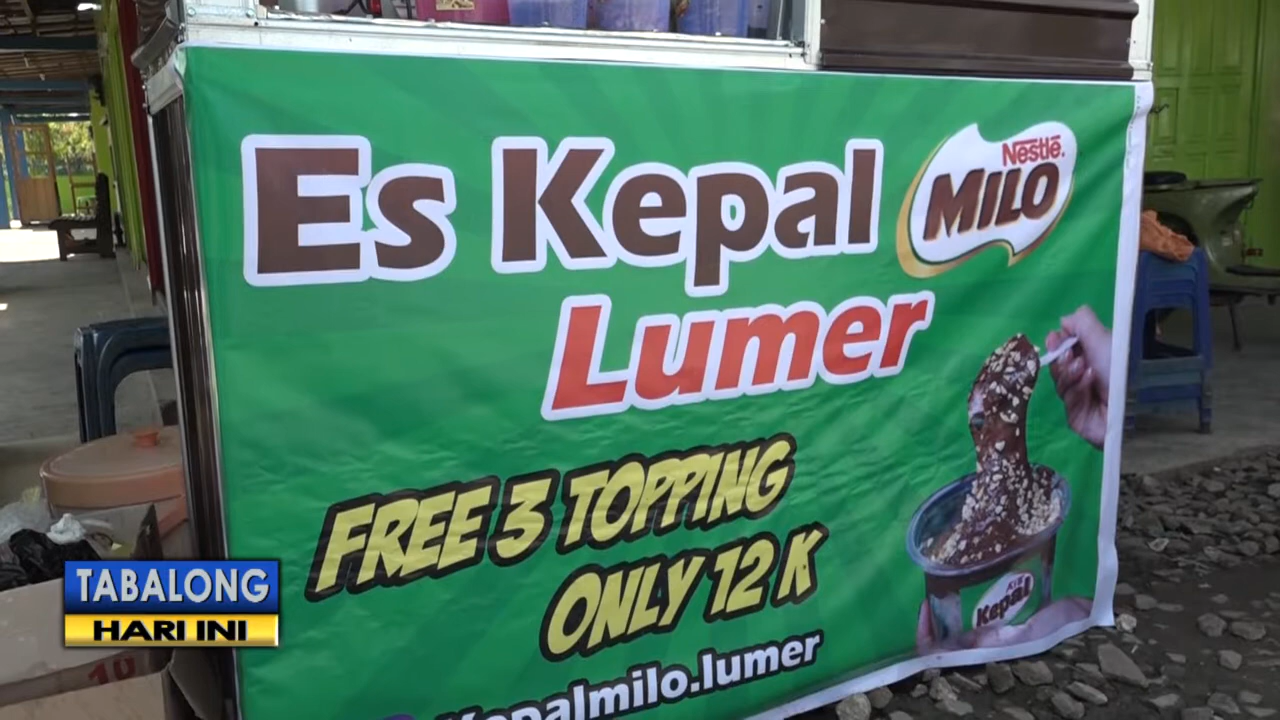 Es Kepal
Nestlé.
MILO
Lumer
FREE 3 TOPPING
ONLY 12 K
Kepalmilo.lumer
Kepal
TABALONG
HARI INI